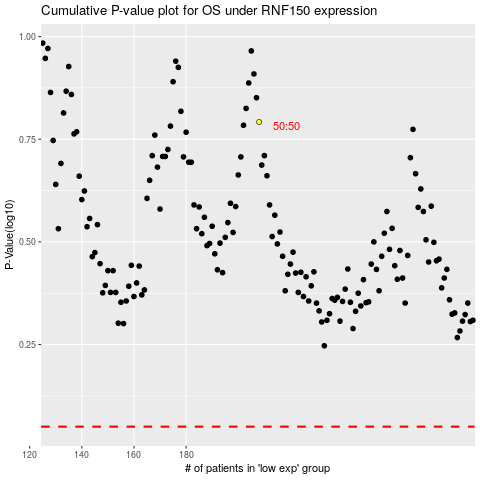 Cumulative P-value plot for OS under RNF150 expression
1.00
0.75
0.50
0.25
P-Value(log10)
50:50
120 140 160 180
# of patients in 'low exp' group